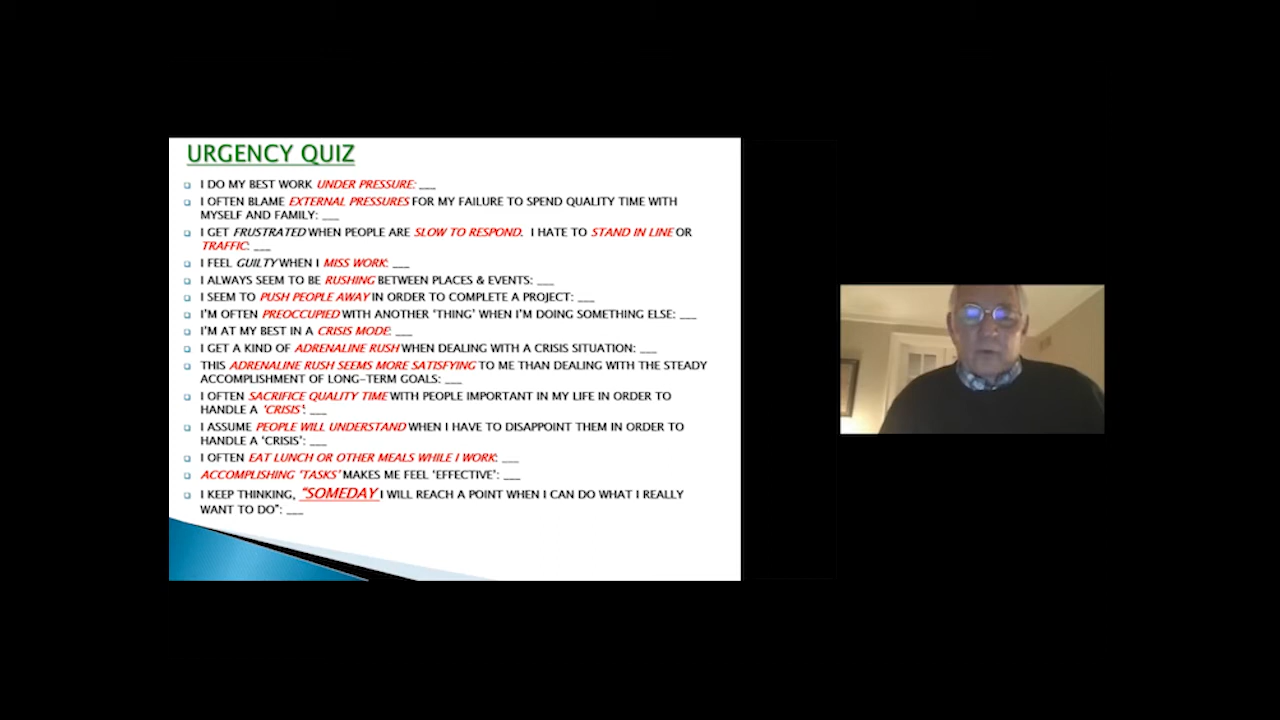 URGENCY QUIZ
I DO MY BEST WORK UNDER PRESSURE: ___
I OFTEN BLAME EXTERNAL PRESSURES FOR MY FAILURE TO SPEND QUALITY TIME WITH
MYSELF AND FAMILY: ___
I GET FRUSTRATED WHEN PEOPLE ARE SLOW TO RESPOND. I HATE TO STAND IN LINE OR
TRAFFIC: ___
I FEEL GUILTY WHEN I MISS WORK: ___
I ALWAYS SEEM TO BE RUSHING BETWEEN PLACES & EVENTS: ___
I SEEM TO PUSH PEOPLE AWAY IN ORDER TO COMPLETE A PROJECT: ___
I'M OFTEN PREOCCUPIED WITH ANOTHER 'THING' WHEN I'M DOING SOMETHING ELSE: ___
I'M AT MY BEST IN A CRISIS MODE: ___
I GET A KIND OF ADRENALINE RUSH WHEN DEALING WITH A CRISIS SITUATION: ___
THIS ADRENALINE RUSH SEEMS MORE SATISFYING TO ME THAN DEALING WITH THE STEADY
ACCOMPLISHMENT OF LONG-TERM GOALS: ___
I OFTEN SACRIFICE QUALITY TIME WITH PEOPLE IMPORTANT IN MY LIFE IN ORDER TO
HANDLE A 'CRISIS': ___
I ASSUME PEOPLE WILL UNDERSTAND WHEN I HAVE TO DISAPPOINT THEM IN ORDER TO
HANDLE A 'CRISIS': ___
I OFTEN EAT LUNCH OR OTHER MEALS WHILE I WORK: ___
ACCOMPLISHING 'TASKS' MAKES ME FEEL 'EFFECTIVE': ___
I KEEP THINKING, "SOMEDAY I WILL REACH A POINT WHEN I CAN DO WHAT I REALLY
WANT TO DO": ___